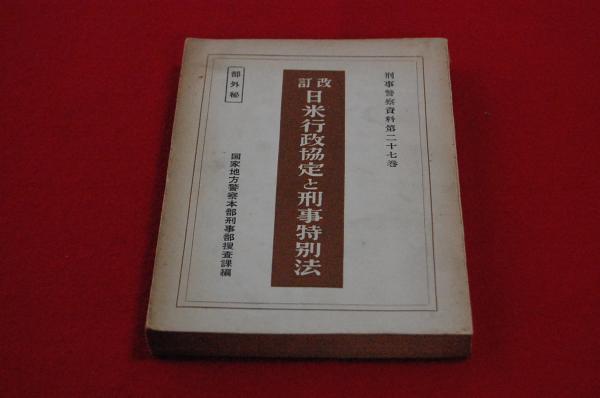 刑事警察資料第二十七巻
改訂
日米行政協定と刑事特別法
部外秘
国家地方警察本部刑事部捜査課編